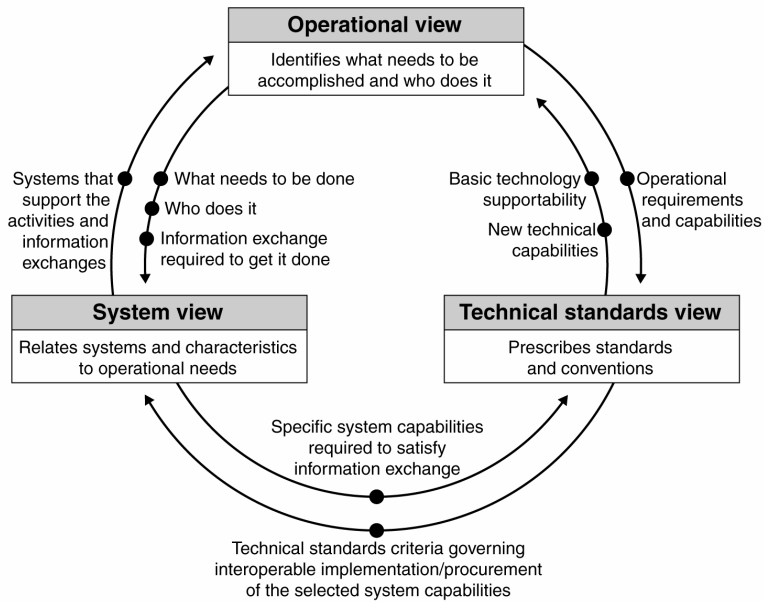 Operational view
Identifies what needs to be
accomplished and who does it
Systems that
support the
activities and
information
exchanges
What needs to be done
Who does it
Information exchange
required to get it done
Basic technology
supportability
New technical
capabilities
Operational
requirements
and capabilities
System view
Relates systems and characteristics
to operational needs
Technical standards view
Prescribes standards
and conventions
Specific system capabilities
required to satisfy
information exchange
Technical standards criteria governing
interoperable implementation/procurement
of the selected system capabilities